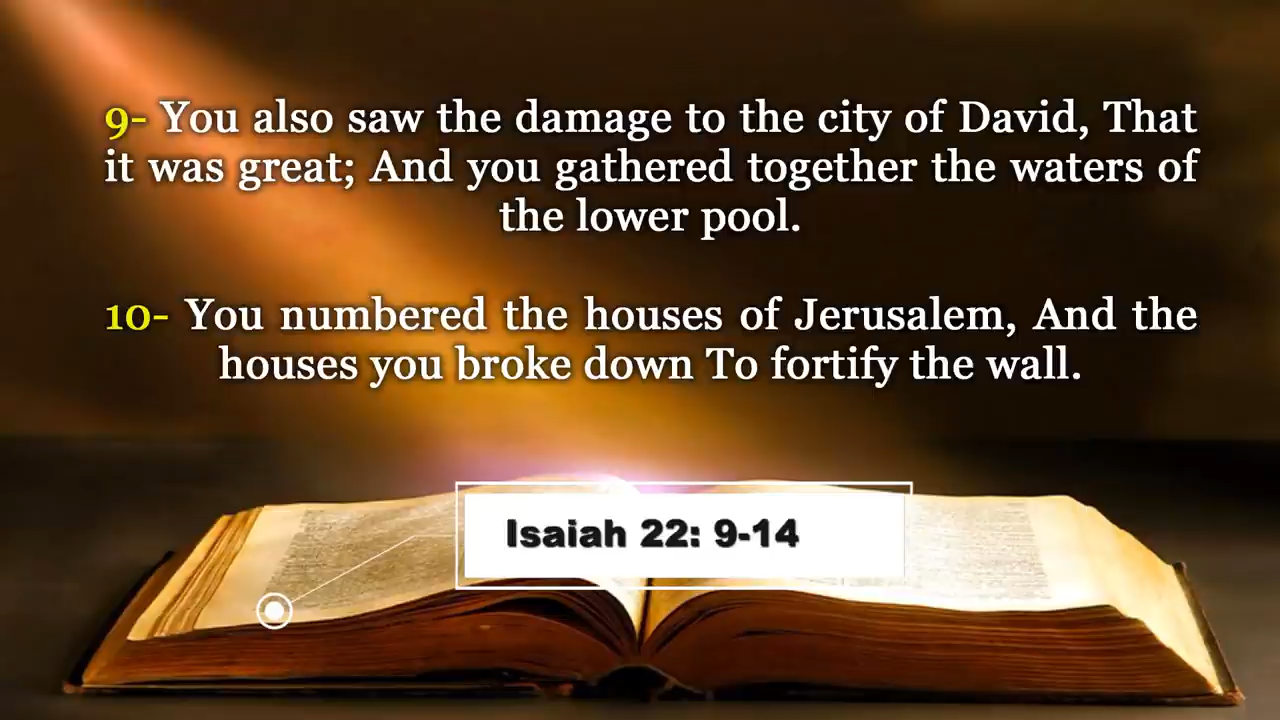 9- You also saw the damage to the city of David, That
it was great; And you gathered together the waters of
the lower pool.
10- You numbered the houses of Jerusalem, And the
houses you broke down To fortify the wall.
Isaiah 22: 9-14